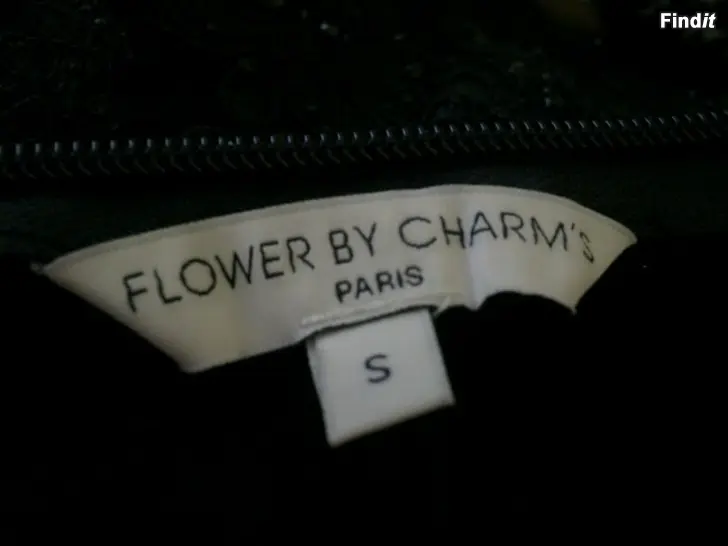 Findit
FLOWER BY CHARM'S
PARIS
S